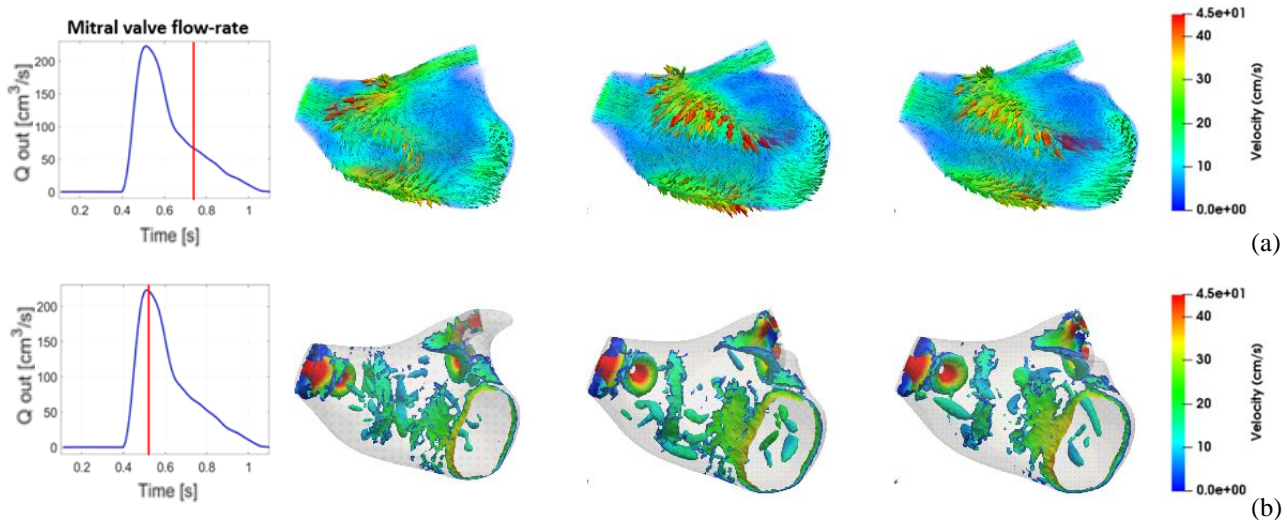 Mitral valve flow-rate
Q out [cm³/s]
200
150
100
50
0
0.2 0.4 0.6 0.8 1
Time [s]
4.5e+01
40
30
20
10
0.0e+00
Velocity (cm/s)
(a)
Q out [cm³/s]
200
150
100
50
0
0.2 0.4 0.6 0.8 1
Time [s]
4.5e+01
40
30
20
10
0.0e+00
Velocity (cm/s)
(b)